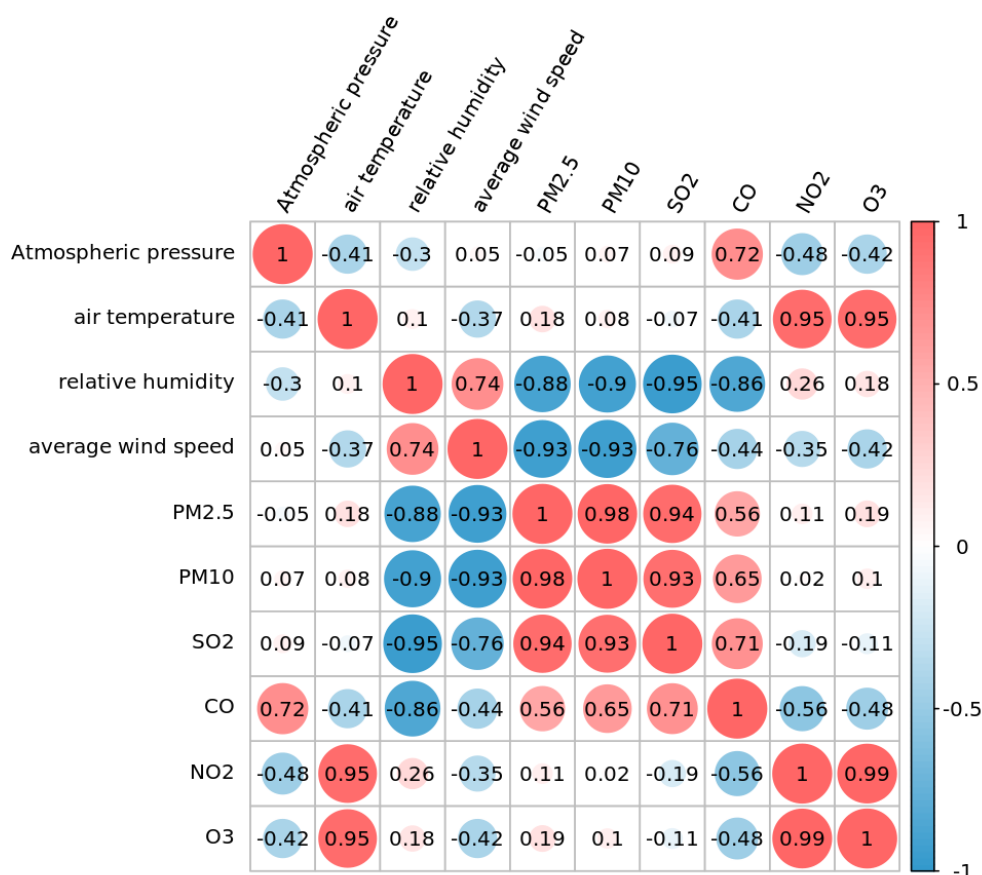 Atmospheric pressure
air temperature
relative humidity
average wind speed
PM2.5
PM10
SO2
CO
NO2
O3
Atmospheric pressure 1 -0.41 -0.3 0.05 -0.05 0.07 0.09 0.72 -0.48 -0.42
air temperature -0.41 1 0.1 -0.37 0.18 0.08 -0.07 -0.41 0.95 0.95
relative humidity -0.3 0.1 1 0.74 -0.88 -0.9 -0.95 -0.86 0.26 0.18
average wind speed 0.05 -0.37 0.74 1 -0.93 -0.93 -0.76 -0.44 -0.35 -0.42
PM2.5 -0.05 0.18 -0.88 -0.93 1 0.98 0.94 0.56 0.11 0.19
PM10 0.07 0.08 -0.9 -0.93 0.98 1 0.93 0.65 0.02 0.1
SO2 0.09 -0.07 -0.95 -0.76 0.94 0.93 1 0.71 -0.19 -0.11
CO 0.72 -0.41 -0.86 -0.44 0.56 0.65 0.71 1 -0.56 -0.48
NO2 -0.48 0.95 0.26 -0.35 0.11 0.02 -0.19 -0.56 1 0.99
O3 -0.42 0.95 0.18 -0.42 0.19 0.1 -0.11 -0.48 0.99 1
1
0.5
0
-0.5
-1